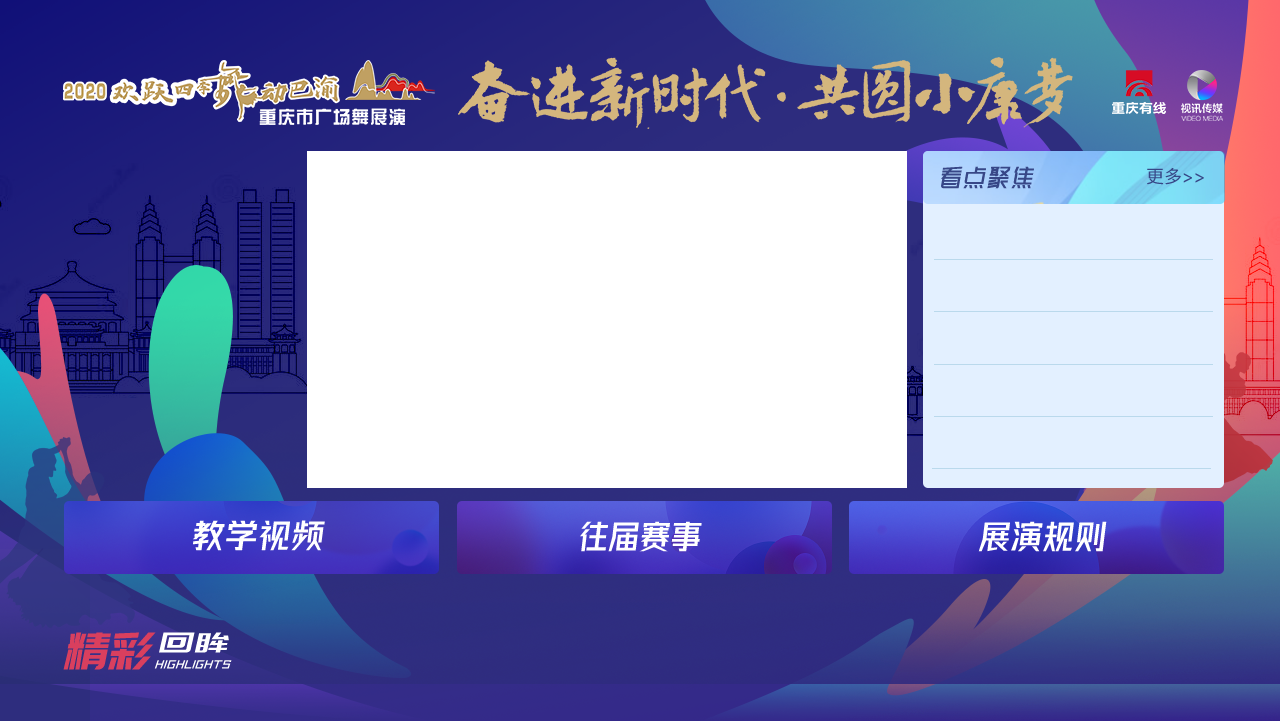 2020 欢跃四季舞动巴渝
重庆市广场舞展演
奋进新时代·共圆小康梦
重庆有线
视讯传媒
VIDEO MEDIA
看点聚焦
更多>>
教学视频
往届赛事
展演规则
精彩回眸
HIGHLIGHTS